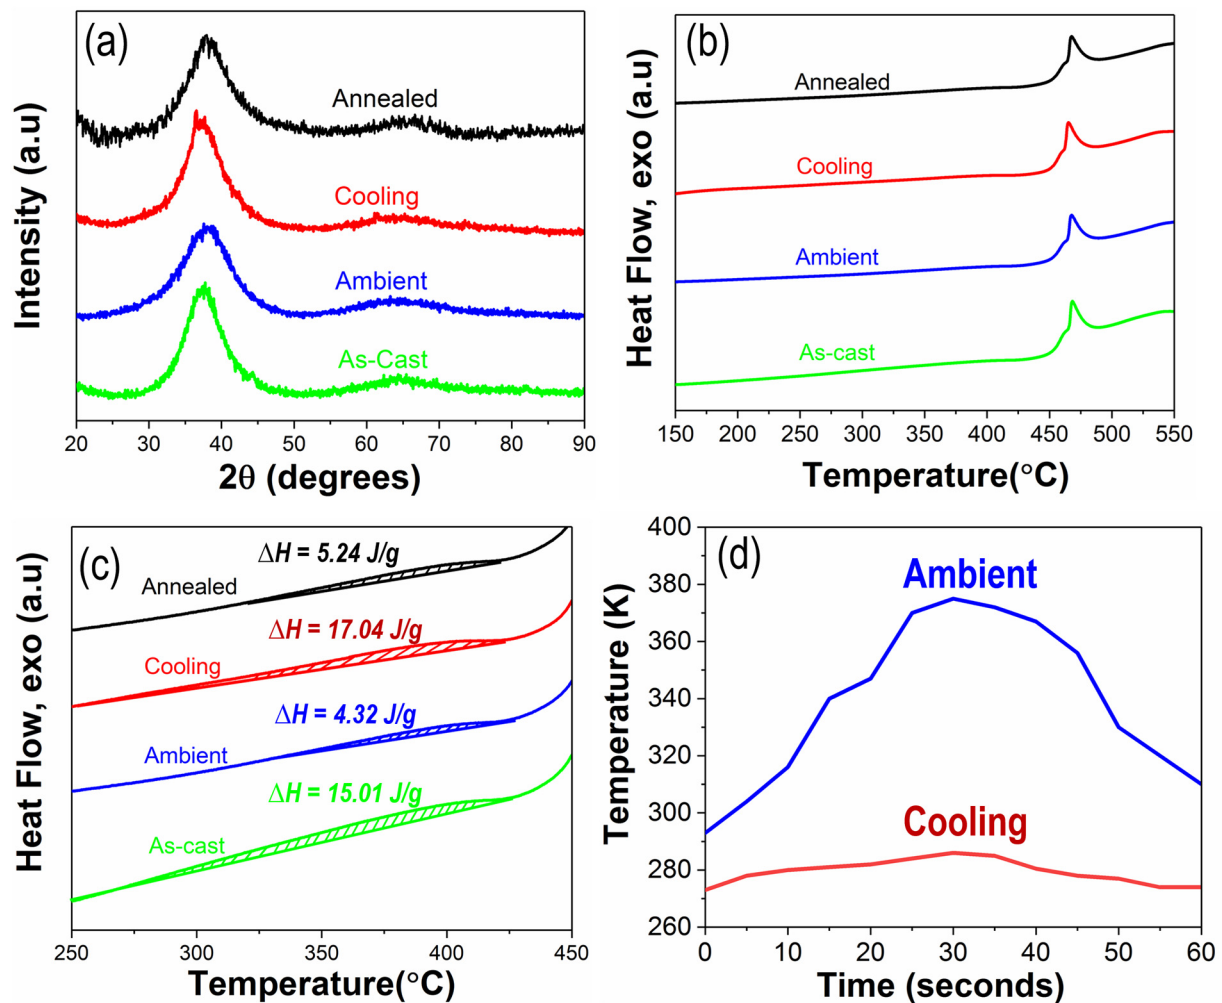 (a)
Annealed
Cooling
Ambient
As-Cast
Intensity (a.u)
20 30 40 50 60 70 80 90
2θ (degrees)
(b)
Annealed
Cooling
Ambient
As-cast
Heat Flow, exo (a.u)
150 200 250 300 350 400 450 500 550
Temperature(°C)
(c)
ΔH = 5.24 J/g
Annealed
ΔH = 17.04 J/g
Cooling
ΔH = 4.32 J/g
Ambient
ΔH = 15.01 J/g
As-cast
Heat Flow, exo (a.u)
250 300 350 400 450
Temperature(°C)
(d)
Ambient
Cooling
Temperature (K)
400
380
360
340
320
300
280
260
0 10 20 30 40 50 60
Time (seconds)